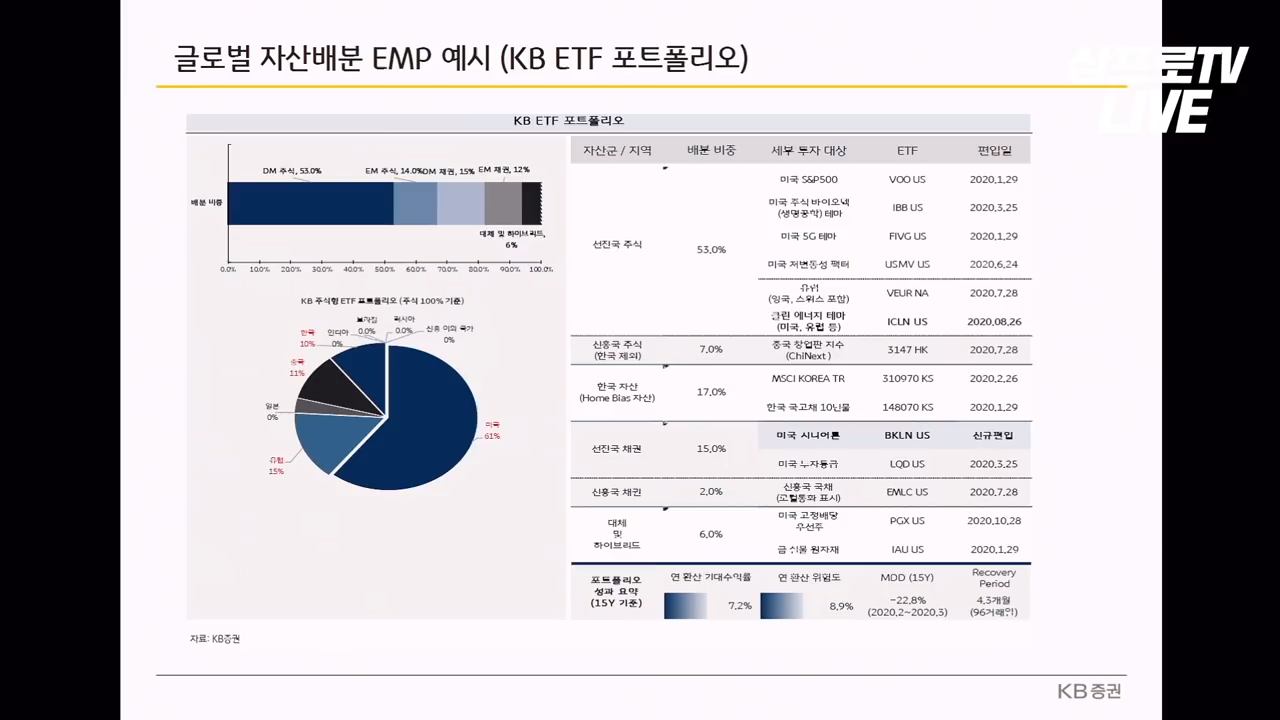 글로벌 자산배분 EMP 예시 (KB ETF 포트폴리오)
삼프로TV
LIVE
KB ETF 포트폴리오
DM 주식, 53.0%
EM 주식, 14.0%
DM 채권, 15%
EM 채권, 12%
배분 비중
대체 및 하이브리드,
6%
0.0% 10.0% 20.0% 30.0% 40.0% 50.0% 60.0% 70.0% 80.0% 90.0% 100.0%
KB 주식형 ETF 포트폴리오 (주식 100% 기준)
한국
10%
인디아
0%
브라질
0.0%
러시아
0.0%
신흥 이외 국가
0%
중국
11%
일본
0%
유럽
15%
미국
61%
자산군 / 지역 배분 비중 세부 투자 대상 ETF 편입일
선진국 주식 53.0%
미국 S&P500 VOO US 2020.1.29
미국 주식 바이오넥
(생명공학) 테마 IBB US 2020.3.25
미국 5G 테마 FIVG US 2020.1.29
미국 저변동성 팩터 USMV US 2020.6.24
유럽
(영국, 스위스 포함) VEUR NA 2020.7.28
클린 에너지 테마
(미국, 유럽 등) ICLN US 2020.08.26
신흥국 주식
(한국 제외) 7.0% 중국 창업판 지수
(ChiNext) 3147 HK 2020.7.28
한국 자산
(Home Bias 자산) 17.0%
MSCI KOREA TR 310970 KS 2020.2.26
한국 국고채 10년물 148070 KS 2020.1.29
선진국 채권 15.0%
미국 시니어론 BKLN US 신규편입
미국 투자등급 LQD US 2020.3.25
신흥국 채권 2.0% 신흥국 국채
(로컬통화 표시) EMLC US 2020.7.28
대체
및
하이브리드 6.0%
미국 고정배당
우선주 PGX US 2020.10.28
금 선물 원자재 IAU US 2020.1.29
포트폴리오
성과 요약
(15Y 기준)
연 환산 기대수익률 연 환산 위험도 MDD (15Y) Recovery
Period
7.2% 8.9% -22.8%
(2020.2~2020.3) 4.3개월
(96거래일)
자료: KB증권
KB증권